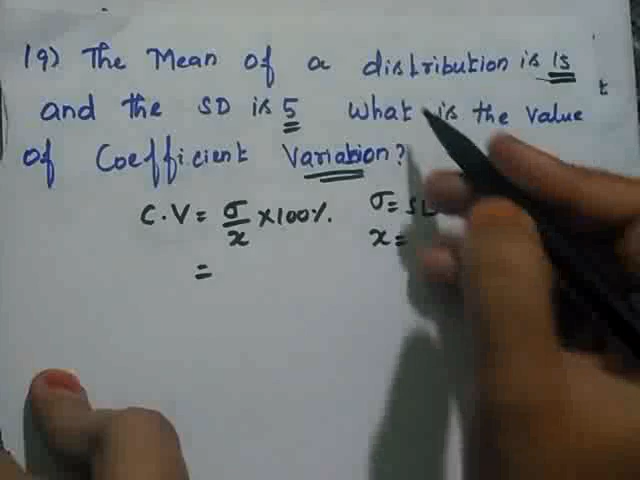 19) The Mean of a distribution is 15
and the SD is 5 What is the value
of Coefficient Variation?
C.V = σ/x ×100%. σ = SD
= x =